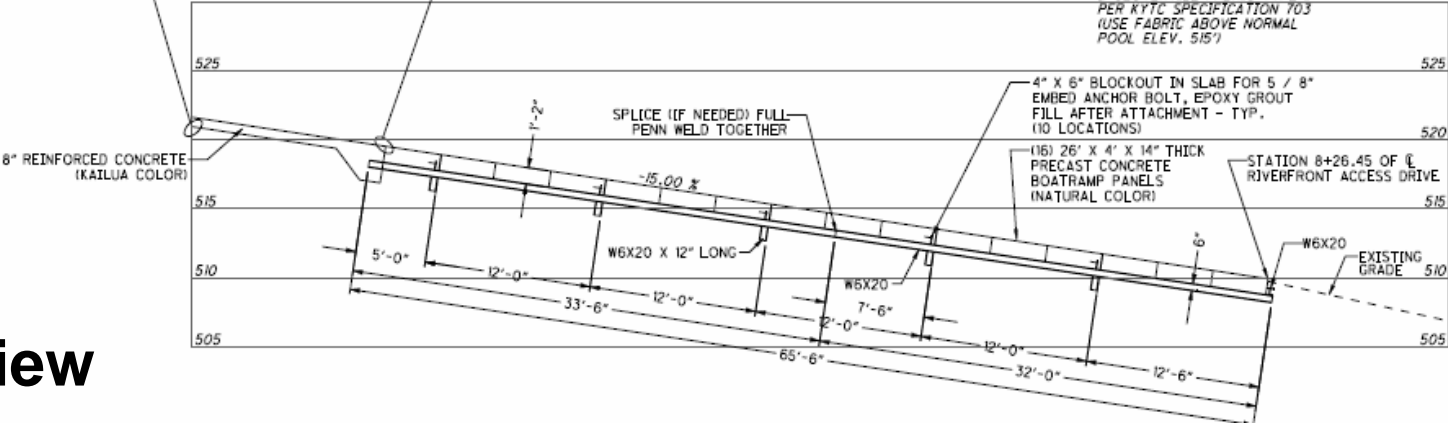 PER KYTC SPECIFICATION 703
(USE FABRIC ABOVE NORMAL
POOL ELEV. 515')
525
525
4" X 6" BLOCKOUT IN SLAB FOR 5 / 8"
EMBED ANCHOR BOLT, EPOXY GROUT
FILL AFTER ATTACHMENT - TYP.
(10 LOCATIONS)
SPLICE (IF NEEDED) FULL
PENN WELD TOGETHER
1'-2"
520
520
8" REINFORCED CONCRETE
(KAILUA COLOR)
(16) 26' X 4' X 14" THICK
PRECAST CONCRETE
BOATRAMP PANELS
(NATURAL COLOR)
STATION 8+26.45 OF ℄
RIVERFRONT ACCESS DRIVE
-15.00 %
515
515
W6X20 X 12" LONG
6"
W6X20
EXISTING
GRADE
510
510
5'-0"
12'-0"
W6X20
33'-6"
12'-0"
7'-6"
12'-0"
12'-0"
12'-6"
505
505
65'-6"
32'-0"
iew